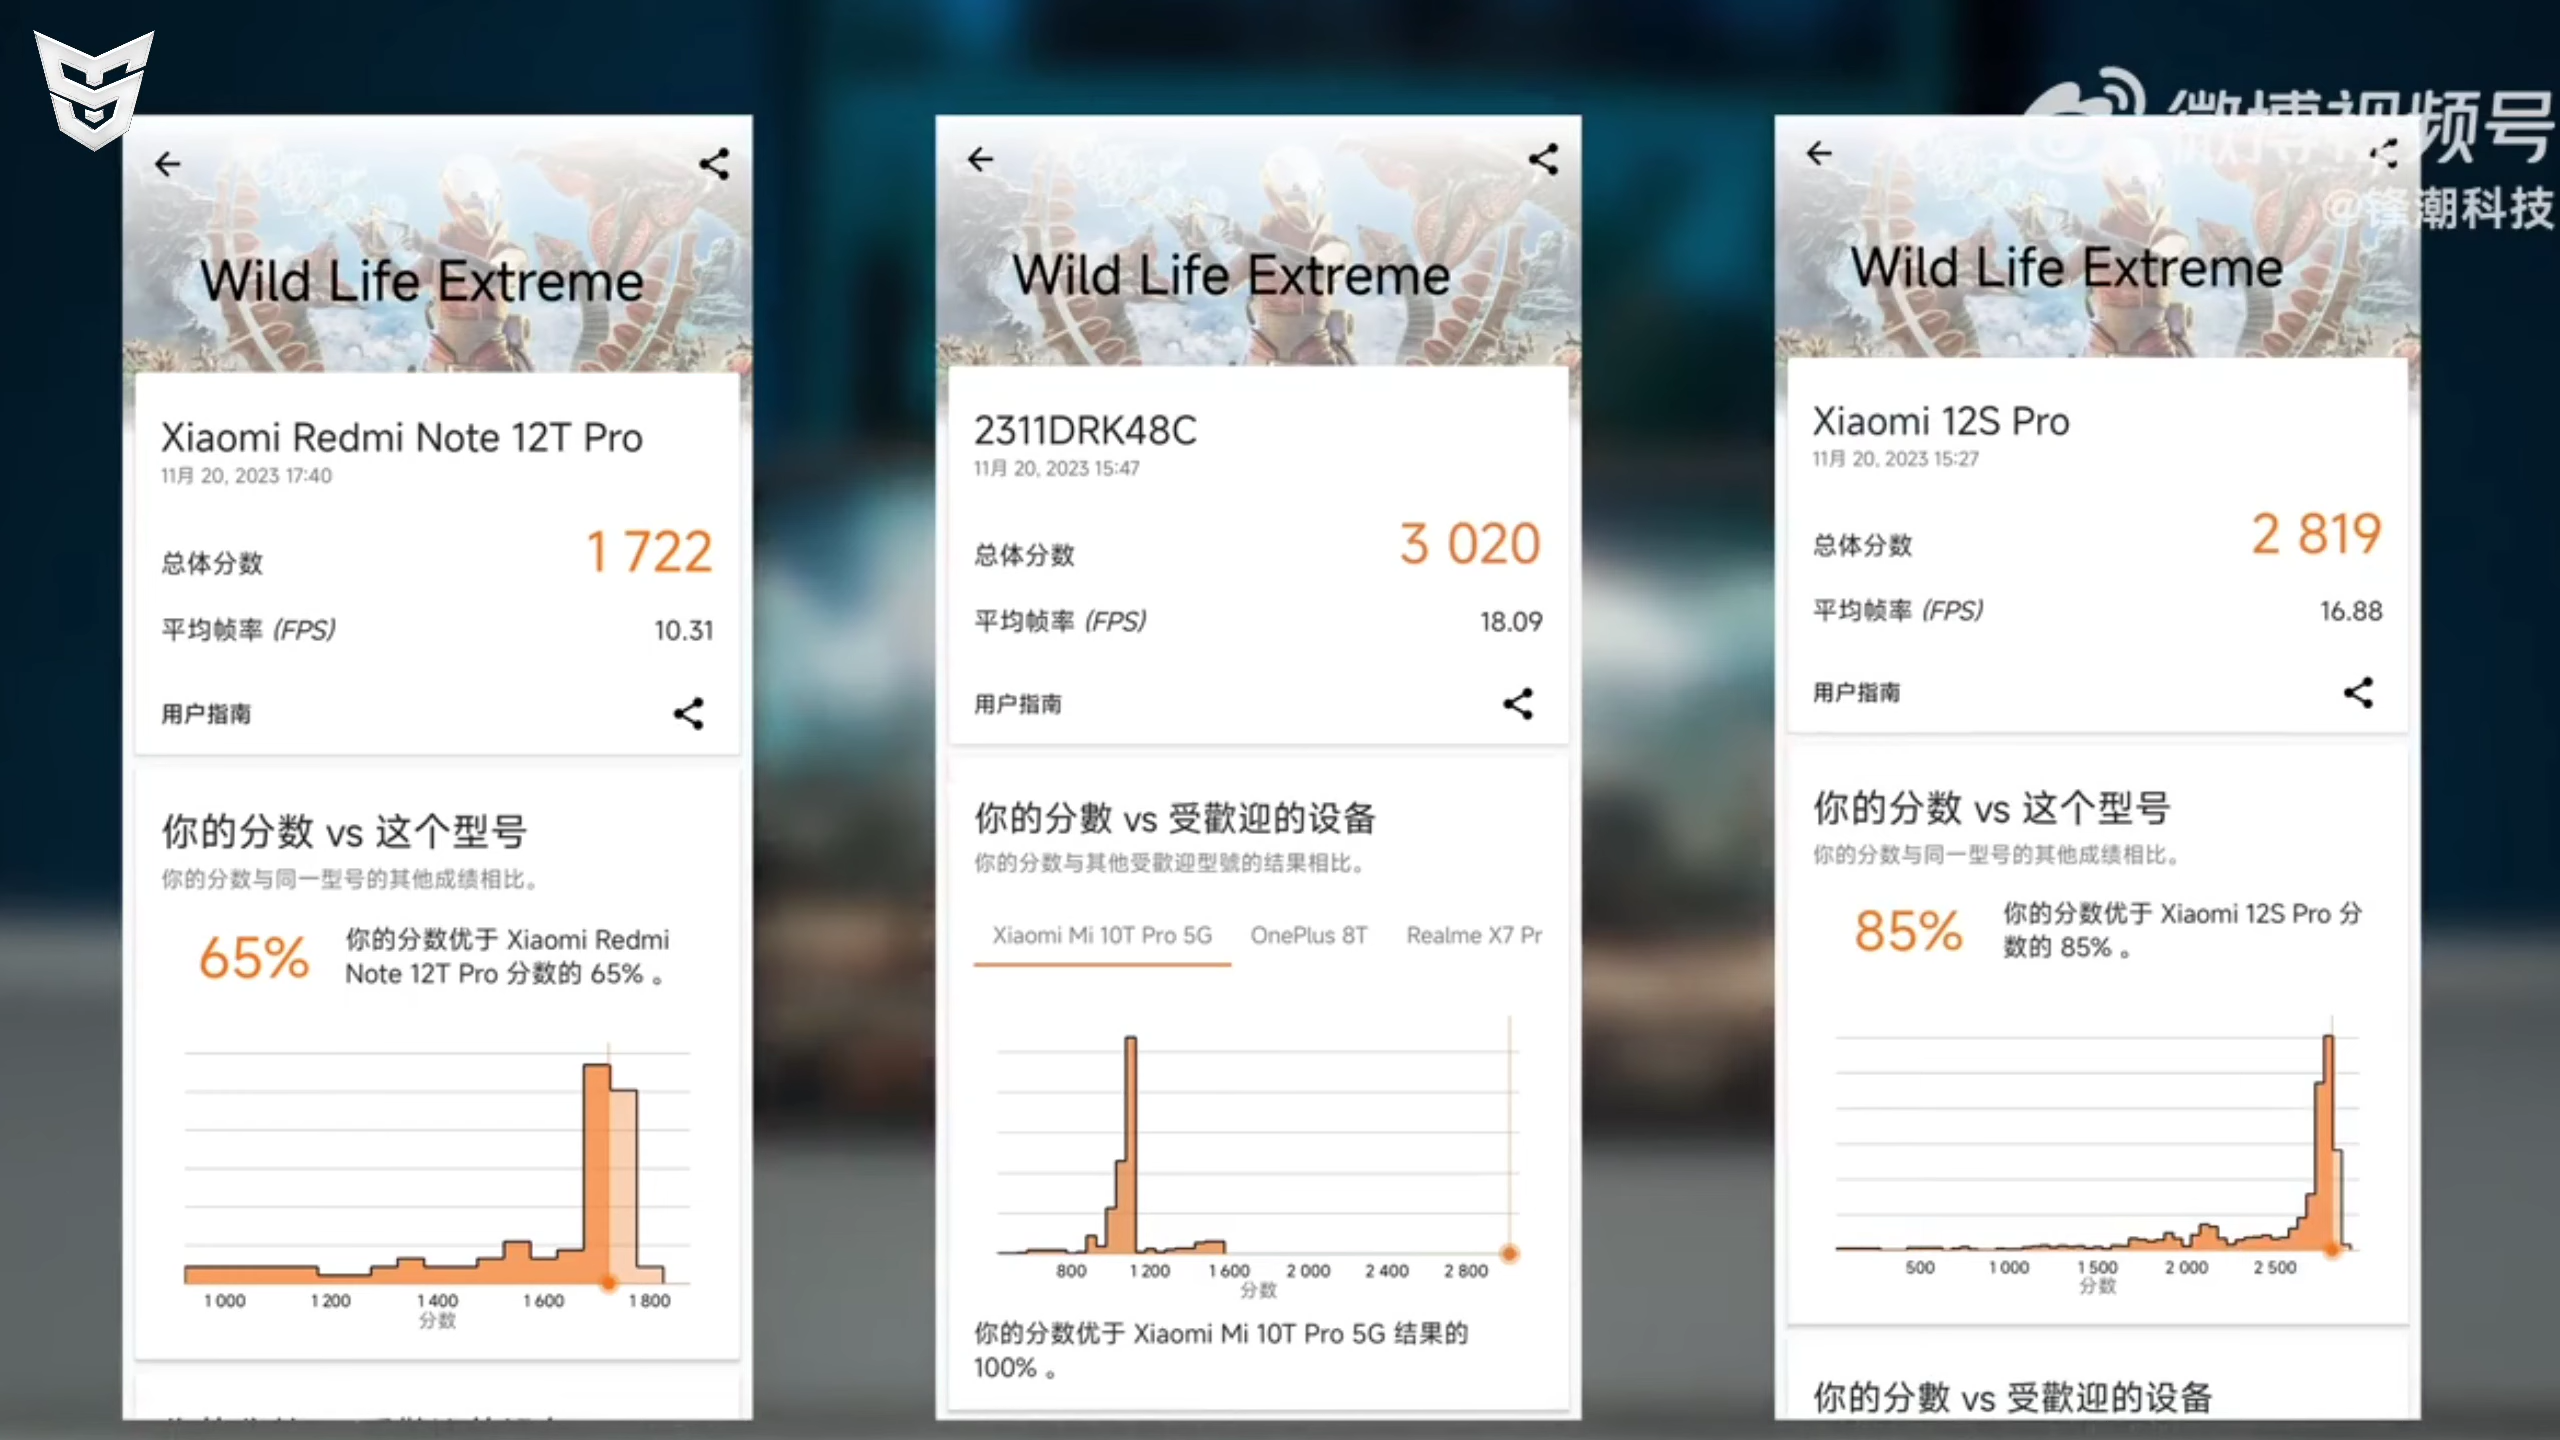 微博视频号
@锋潮科技
Wild Life Extreme
Xiaomi Redmi Note 12T Pro
11月 20, 2023 17:40
总体分数
1 722
平均帧率 (FPS)
10.31
用户指南
你的分数 vs 这个型号
你的分数与同一型号的其他成绩相比。
65%
你的分数优于 Xiaomi Redmi
Note 12T Pro 分数的 65% 。
1 000 1 200 1 400 1 600 1 800
分数
Wild Life Extreme
2311DRK48C
11月 20, 2023 15:47
总体分数
3 020
平均帧率 (FPS)
18.09
用户指南
你的分數 vs 受歡迎的设备
你的分数与其他受歡迎型號的结果相比。
Xiaomi Mi 10T Pro 5G OnePlus 8T Realme X7 Pr
800 1 200 1 600 2 000 2 400 2 800
分数
你的分数优于 Xiaomi Mi 10T Pro 5G 结果的
100% 。
Wild Life Extreme
Xiaomi 12S Pro
11月 20, 2023 15:27
总体分数
2 819
平均帧率 (FPS)
16.88
用户指南
你的分数 vs 这个型号
你的分数与同一型号的其他成绩相比。
85%
你的分数优于 Xiaomi 12S Pro 分
数的 85% 。
500 1 000 1 500 2 000 2 500
分数
你的分數 vs 受歡迎的设备